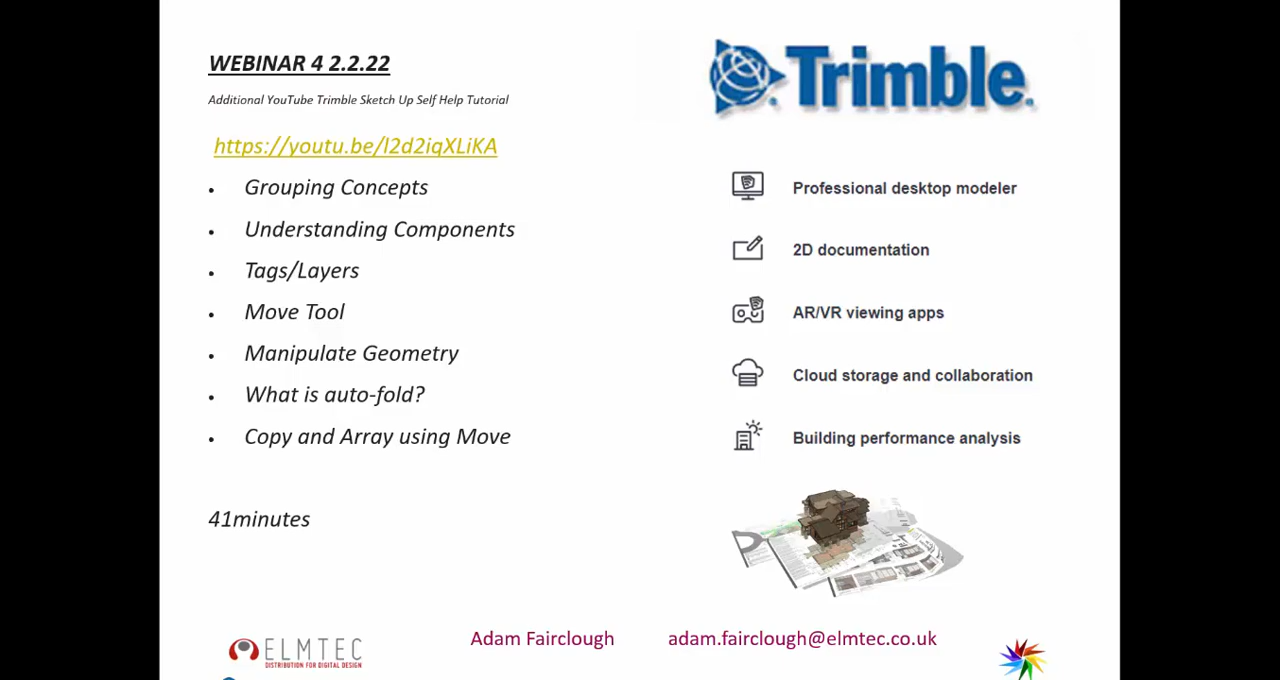 WEBINAR 4 2.2.22
Additional YouTube Trimble Sketch Up Self Help Tutorial
https://youtu.be/l2d2iqXLiKA
• Grouping Concepts
• Understanding Components
• Tags/Layers
• Move Tool
• Manipulate Geometry
• What is auto-fold?
• Copy and Array using Move
41minutes
Trimble®
Professional desktop modeler
2D documentation
AR/VR viewing apps
Cloud storage and collaboration
Building performance analysis
ELMTEC
DISTRIBUTION FOR DIGITAL DESIGN
Adam Fairclough adam.fairclough@elmtec.co.uk